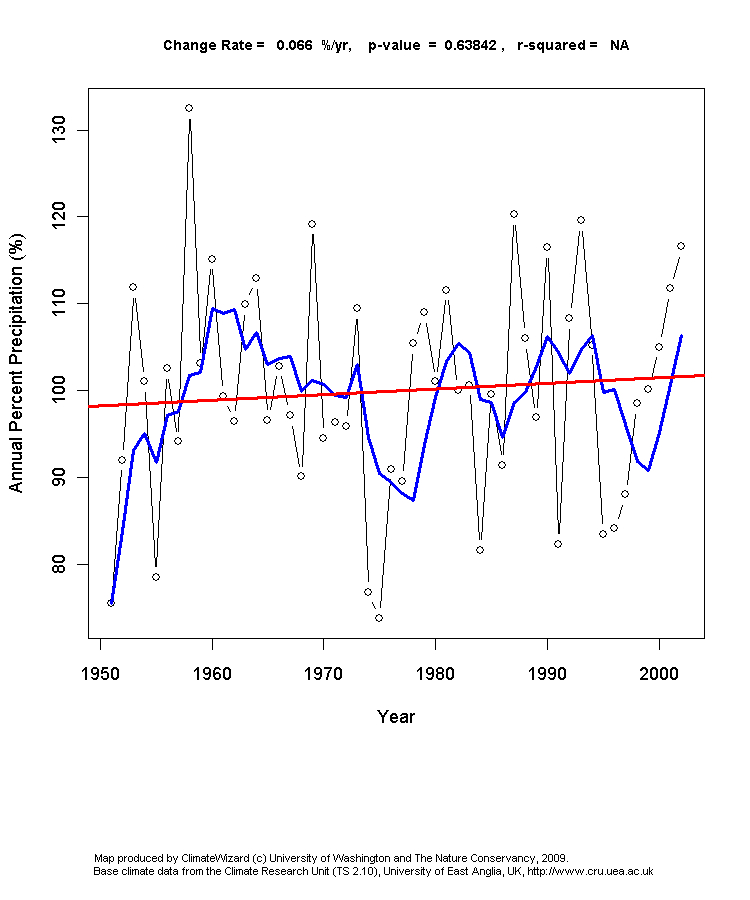 Change Rate = 0.066 %/yr, p-value = 0.63842 , r-squared = NA
Annual Percent Precipitation (%)
130
120
110
100
90
80
1950 1960 1970 1980 1990 2000
Year
Map produced by ClimateWizard (c) University of Washington and The Nature Conservancy, 2009.
Base climate data from the Climate Research Unit (TS 2.10), University of East Anglia, UK, http://www.cru.uea.ac.uk